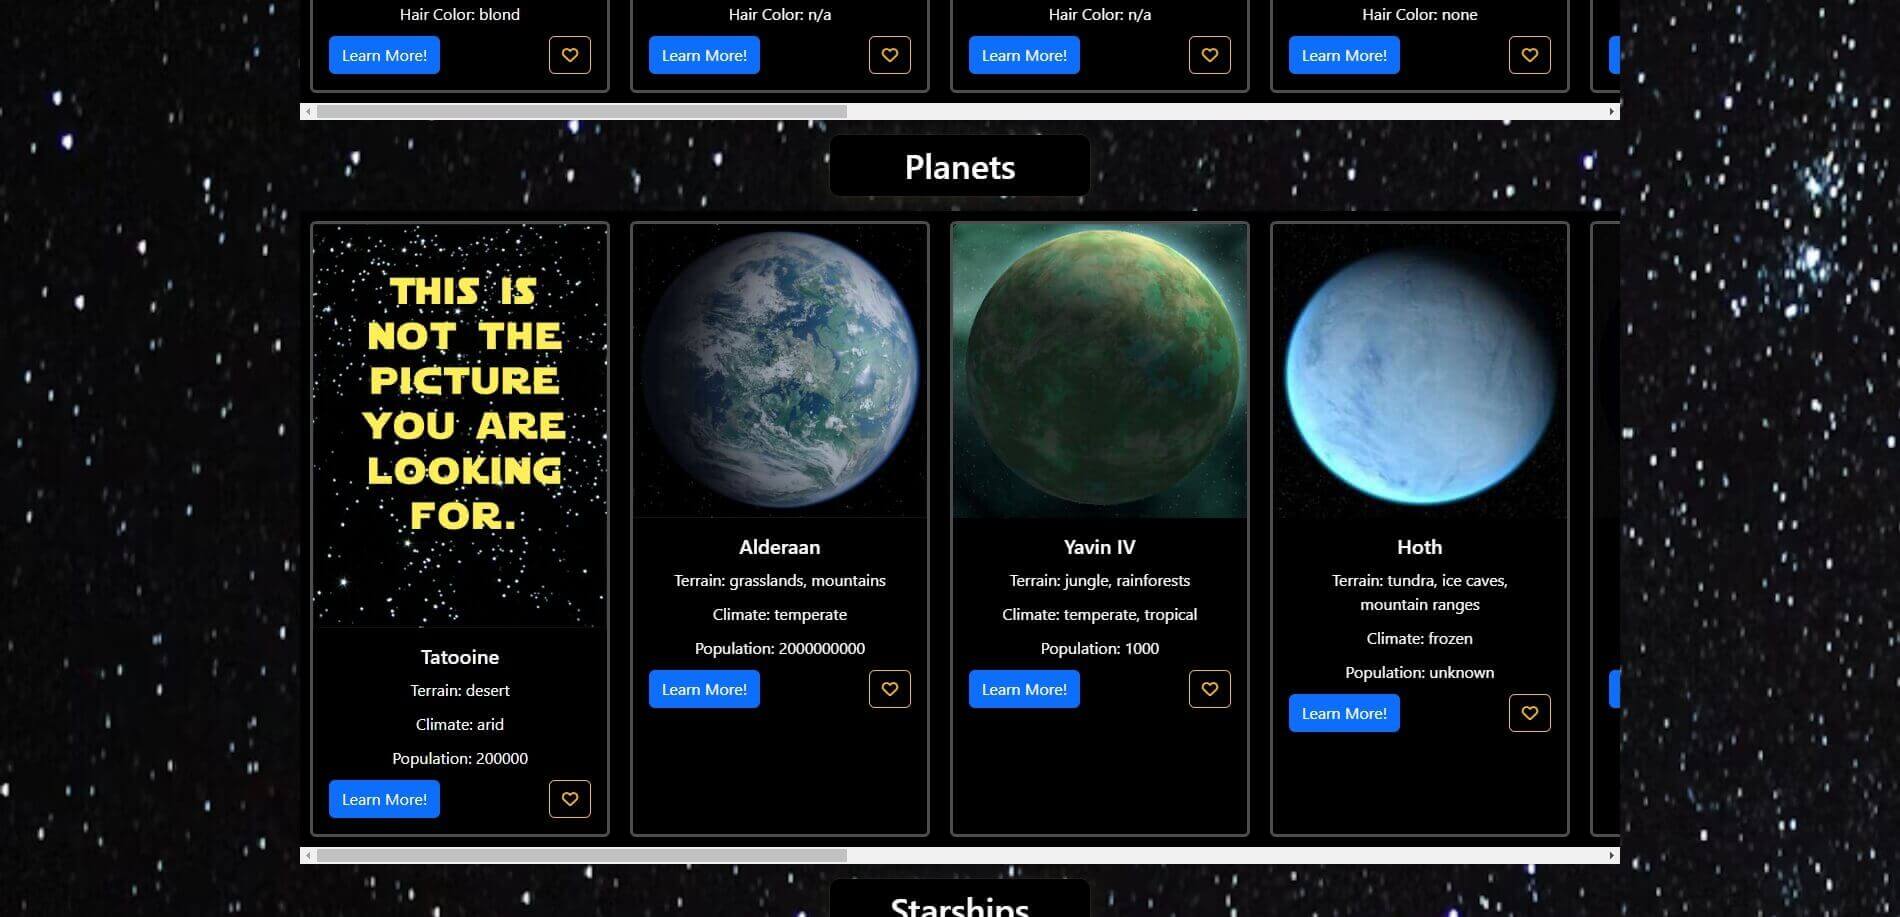 Hair Color: blond
Learn More!
Hair Color: n/a
Learn More!
Hair Color: n/a
Learn More!
Hair Color: none
Learn More!
Planets
THIS IS
NOT THE
PICTURE
YOU ARE
LOOKING
FOR.
Tatooine
Terrain: desert
Climate: arid
Population: 200000
Learn More!
Alderaan
Terrain: grasslands, mountains
Climate: temperate
Population: 2000000000
Learn More!
Yavin IV
Terrain: jungle, rainforests
Climate: temperate, tropical
Population: 1000
Learn More!
Hoth
Terrain: tundra, ice caves,
mountain ranges
Climate: frozen
Population: unknown
Learn More!
Starships